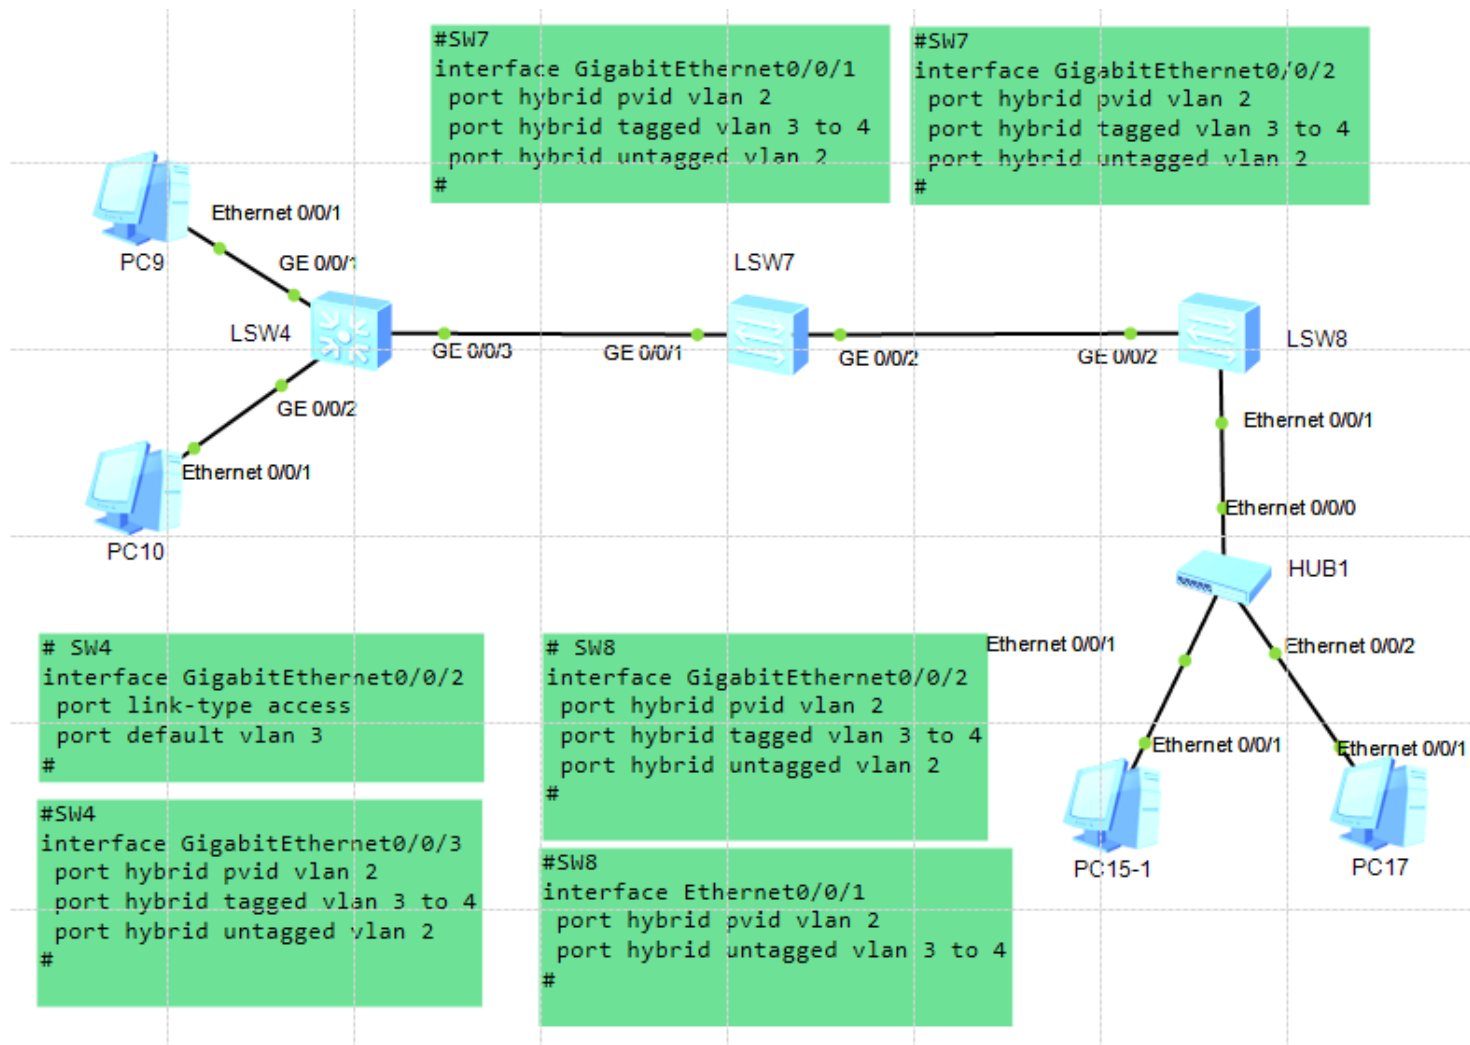 #SW7
interface GigabitEthernet0/0/1
 port hybrid pvid vlan 2
 port hybrid tagged vlan 3 to 4
 port hybrid untagged vlan 2
#
#SW7
interface GigabitEthernet0/0/2
 port hybrid pvid vlan 2
 port hybrid tagged vlan 3 to 4
 port hybrid untagged vlan 2
#
Ethernet 0/0/1
PC9
GE 0/0/1
LSW7
LSW4
GE 0/0/3
GE 0/0/1
GE 0/0/2
GE 0/0/2
LSW8
GE 0/0/2
Ethernet 0/0/1
Ethernet 0/0/1
PC10
Ethernet 0/0/0
HUB1
Ethernet 0/0/1
Ethernet 0/0/2
Ethernet 0/0/1
Ethernet 0/0/1
PC15-1
PC17
# SW4
interface GigabitEthernet0/0/2
 port link-type access
 port default vlan 3
#
# SW8
interface GigabitEthernet0/0/2
 port hybrid pvid vlan 2
 port hybrid tagged vlan 3 to 4
 port hybrid untagged vlan 2
#
#SW4
interface GigabitEthernet0/0/3
 port hybrid pvid vlan 2
 port hybrid tagged vlan 3 to 4
 port hybrid untagged vlan 2
#
#SW8
interface Ethernet0/0/1
 port hybrid pvid vlan 2
 port hybrid untagged vlan 3 to 4
#